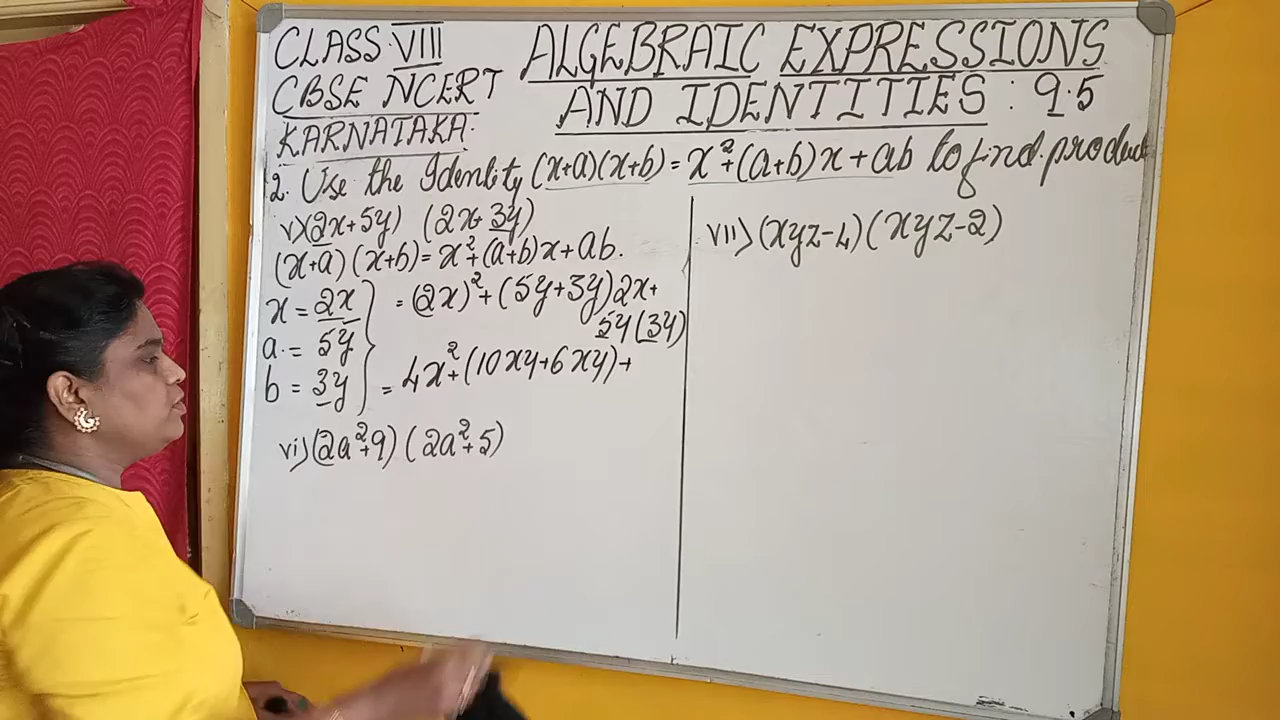 CLASS VIII
CBSE NCERT
KARNATAKA.
ALGEBRAIC EXPRESSIONS
AND IDENTITIES : 9.5
2. Use the Identity (x+a)(x+b) = x²+(a+b)x+ab to find product
v) (2x+5y) (2x+3y)
(x+a) (x+b) = x²+(a+b)x+ab.
x = 2x
a = 5y
b = 3y
= (2x)²+(5y+3y)2x+
5y(3y)
= 4x²+(10xy+6xy)+
vi) (2a²+9) (2a²+5)
vii) (xyz-4)(xyz-2)